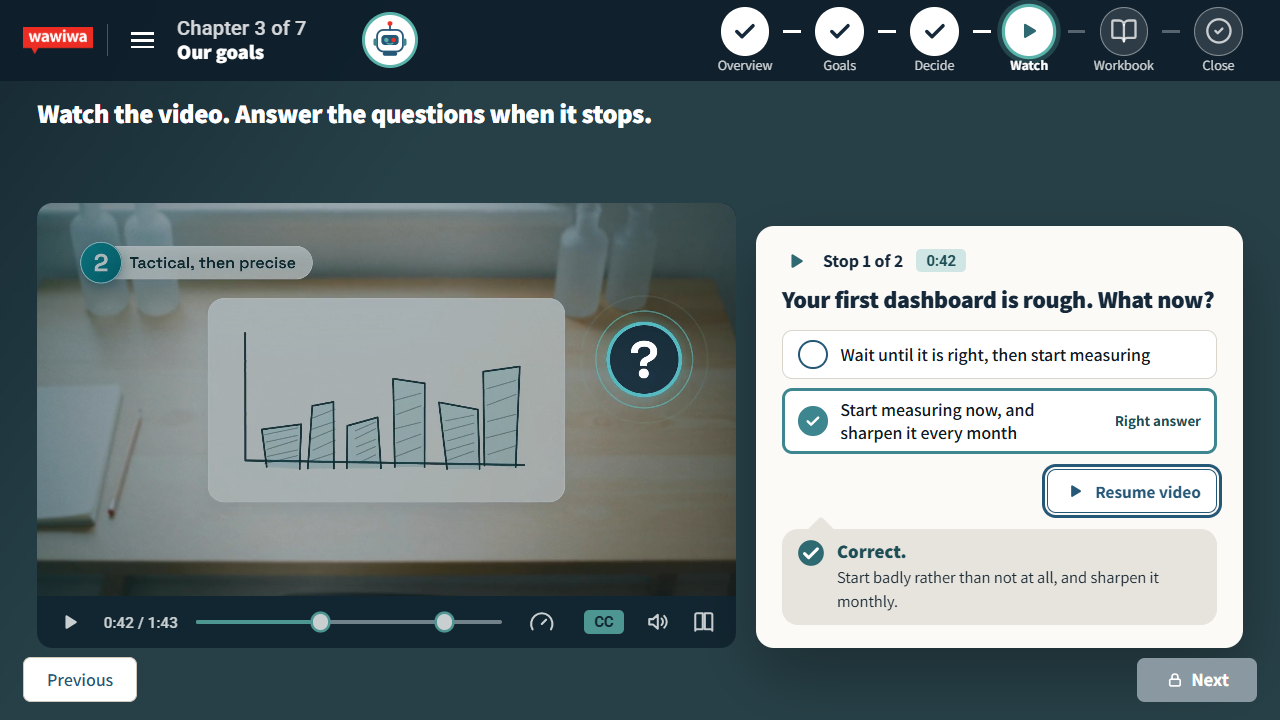 wawiwa
Chapter 3 of 7
Our goals
Overview
Goals
Decide
Watch
Workbook
Close
Watch the video. Answer the questions when it stops.
2 Tactical, then precise
?
0:42 / 1:43
CC
Stop 1 of 2 0:42
Your first dashboard is rough. What now?
Wait until it is right, then start measuring
Start measuring now, and
sharpen it every month
Right answer
Resume video
Correct.
Start badly rather than not at all, and sharpen it
monthly.
Previous
Next